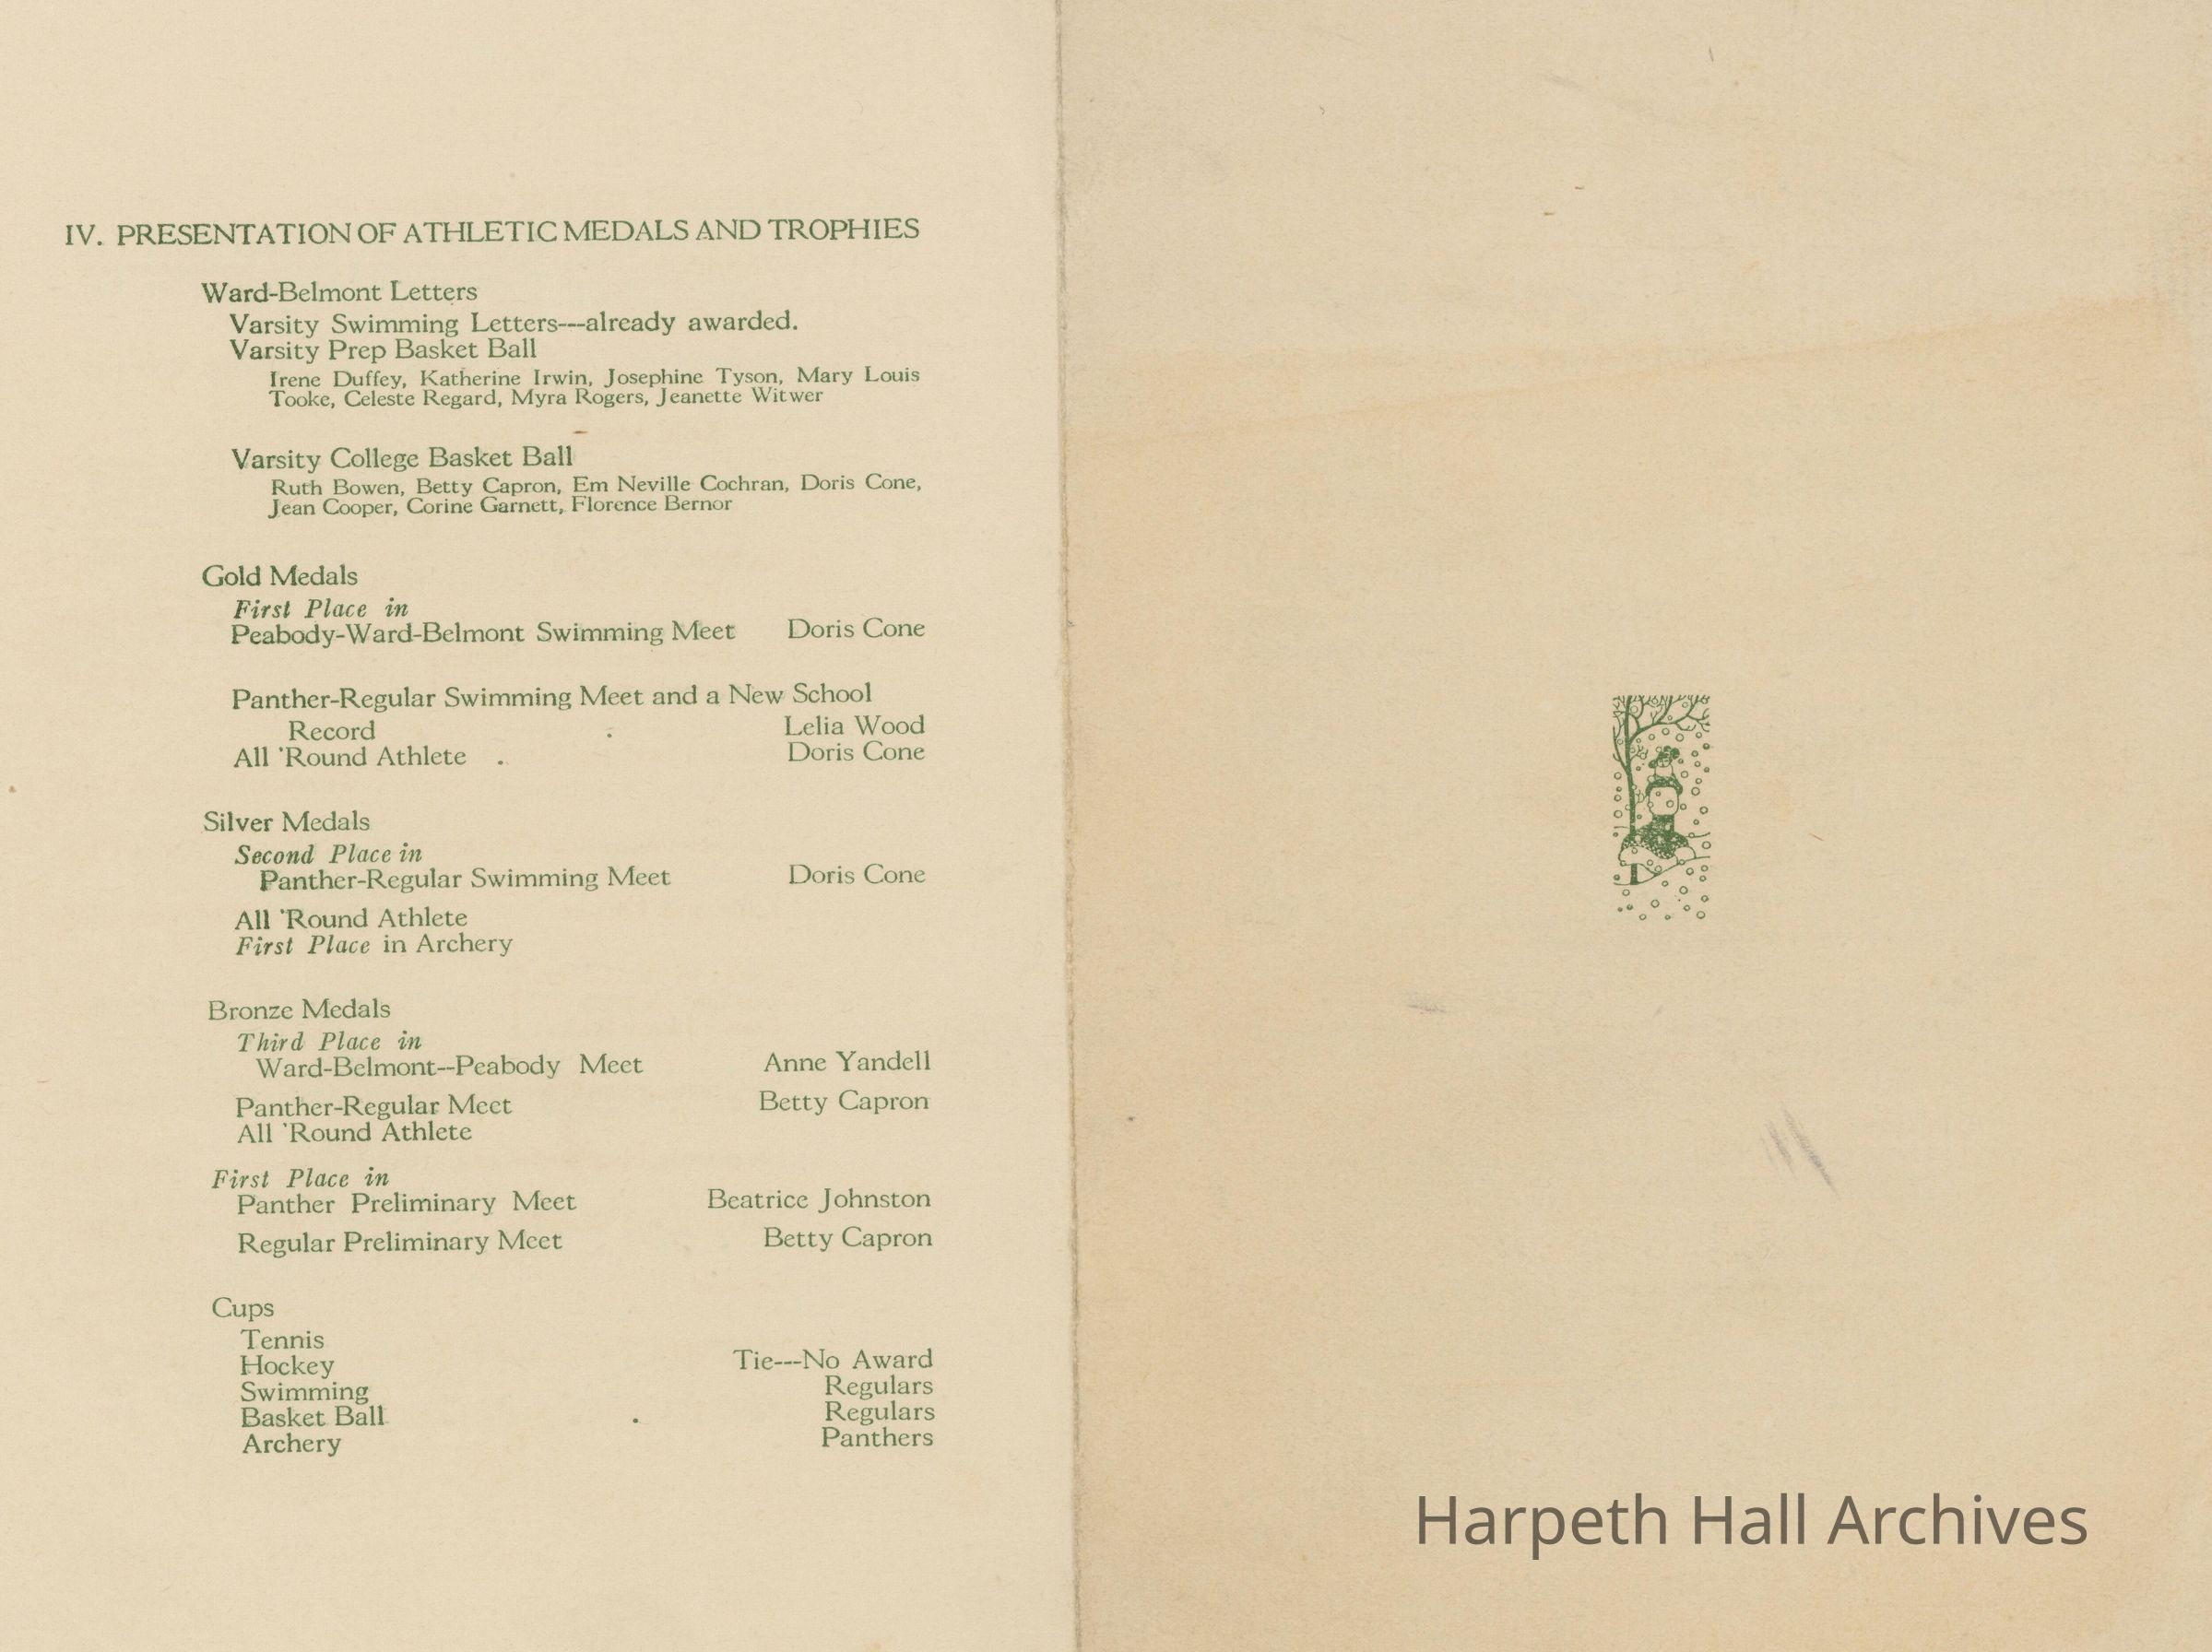 IV. PRESENTATION OF ATHLETIC MEDALS AND TROPHIES
Ward-Belmont Letters
Varsity Swimming Letters---already awarded.
Varsity Prep Basket Ball
Irene Duffey, Katherine Irwin, Josephine Tyson, Mary Louis
Tooke, Celeste Regard, Myra Rogers, Jeanette Witwer
Varsity College Basket Ball
Ruth Bowen, Betty Capron, Em Neville Cochran, Doris Cone,
Jean Cooper, Corine Garnett, Florence Bernor
Gold Medals
First Place in
Peabody-Ward-Belmont Swimming Meet Doris Cone
Panther-Regular Swimming Meet and a New School
Record . Lelia Wood
All 'Round Athlete . Doris Cone
Silver Medals
Second Place in
Panther-Regular Swimming Meet Doris Cone
All 'Round Athlete
First Place in Archery
Bronze Medals
Third Place in
Ward-Belmont--Peabody Meet Anne Yandell
Panther-Regular Meet Betty Capron
All 'Round Athlete
First Place in
Panther Preliminary Meet Beatrice Johnston
Regular Preliminary Meet Betty Capron
Cups
Tennis
Hockey Tie---No Award
Swimming Regulars
Basket Ball . Regulars
Archery Panthers
Harpeth Hall Archives